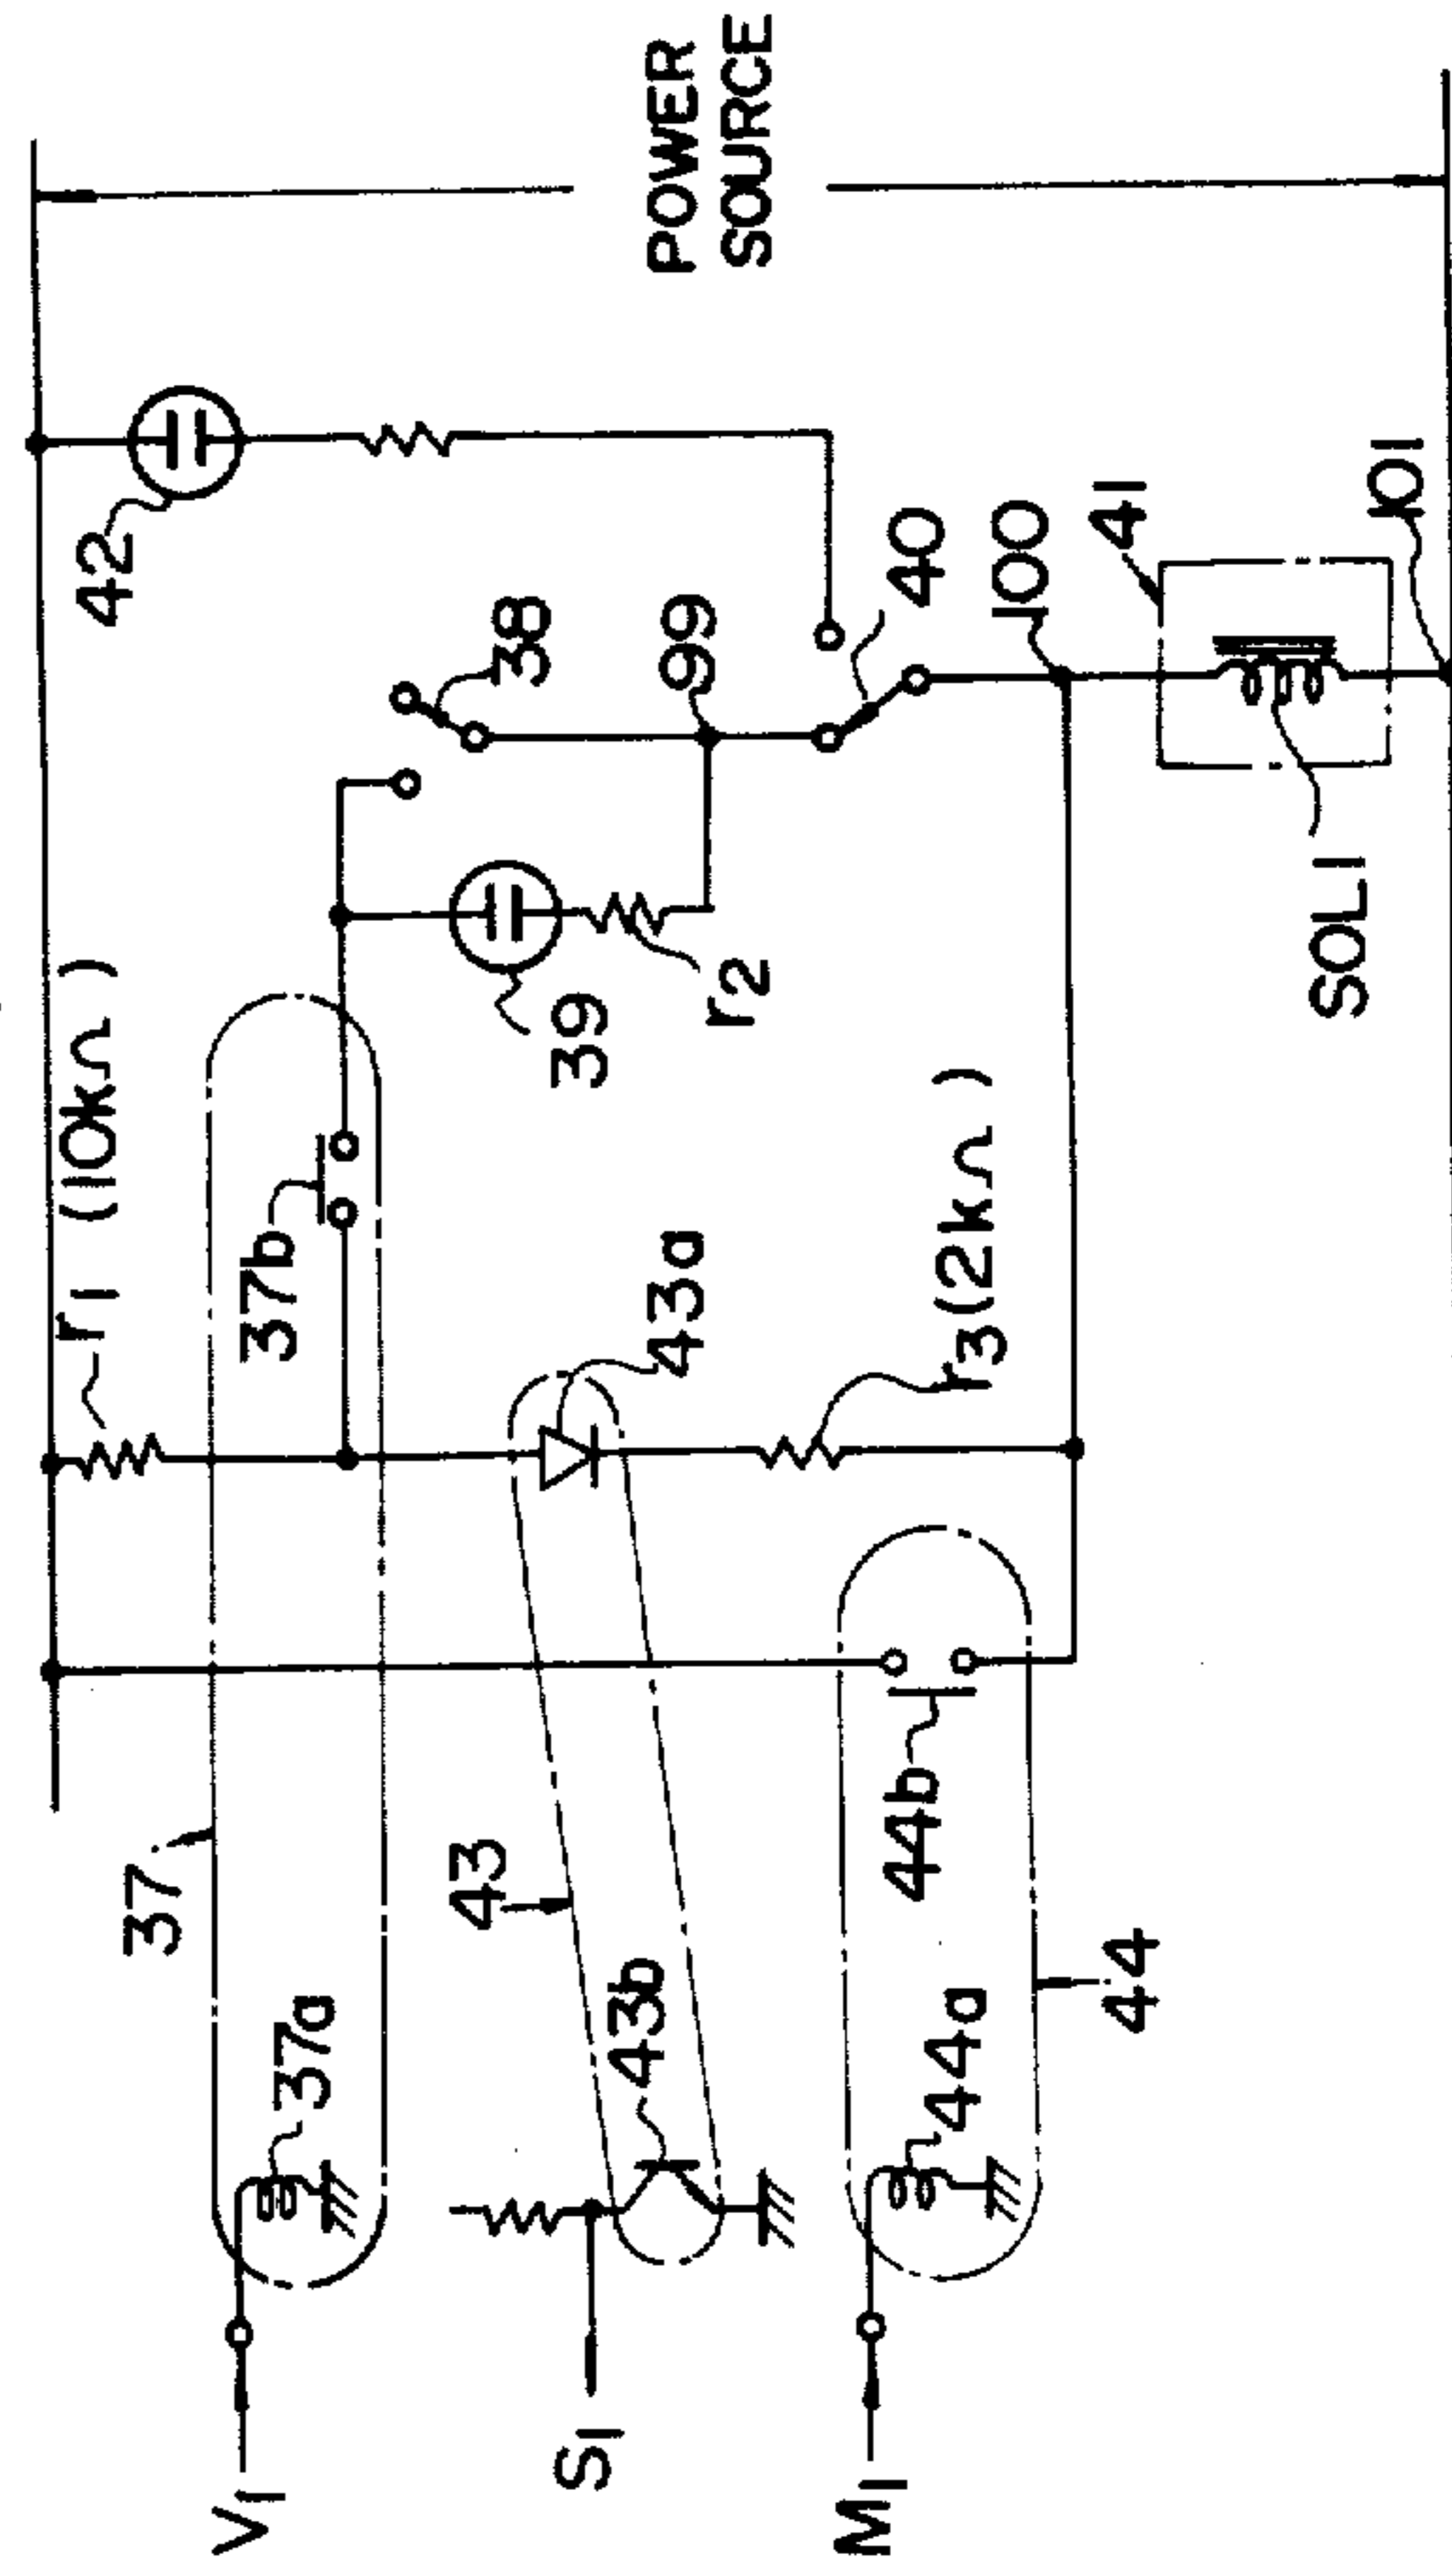 POWER
SOURCE
42
38
99
40
100
41
101
SOL1
39
r2
r1 (10kΩ)
37b
43a
r3(2kΩ)
37
43
44b
44
37a
43b
44a
V1
S1
M1